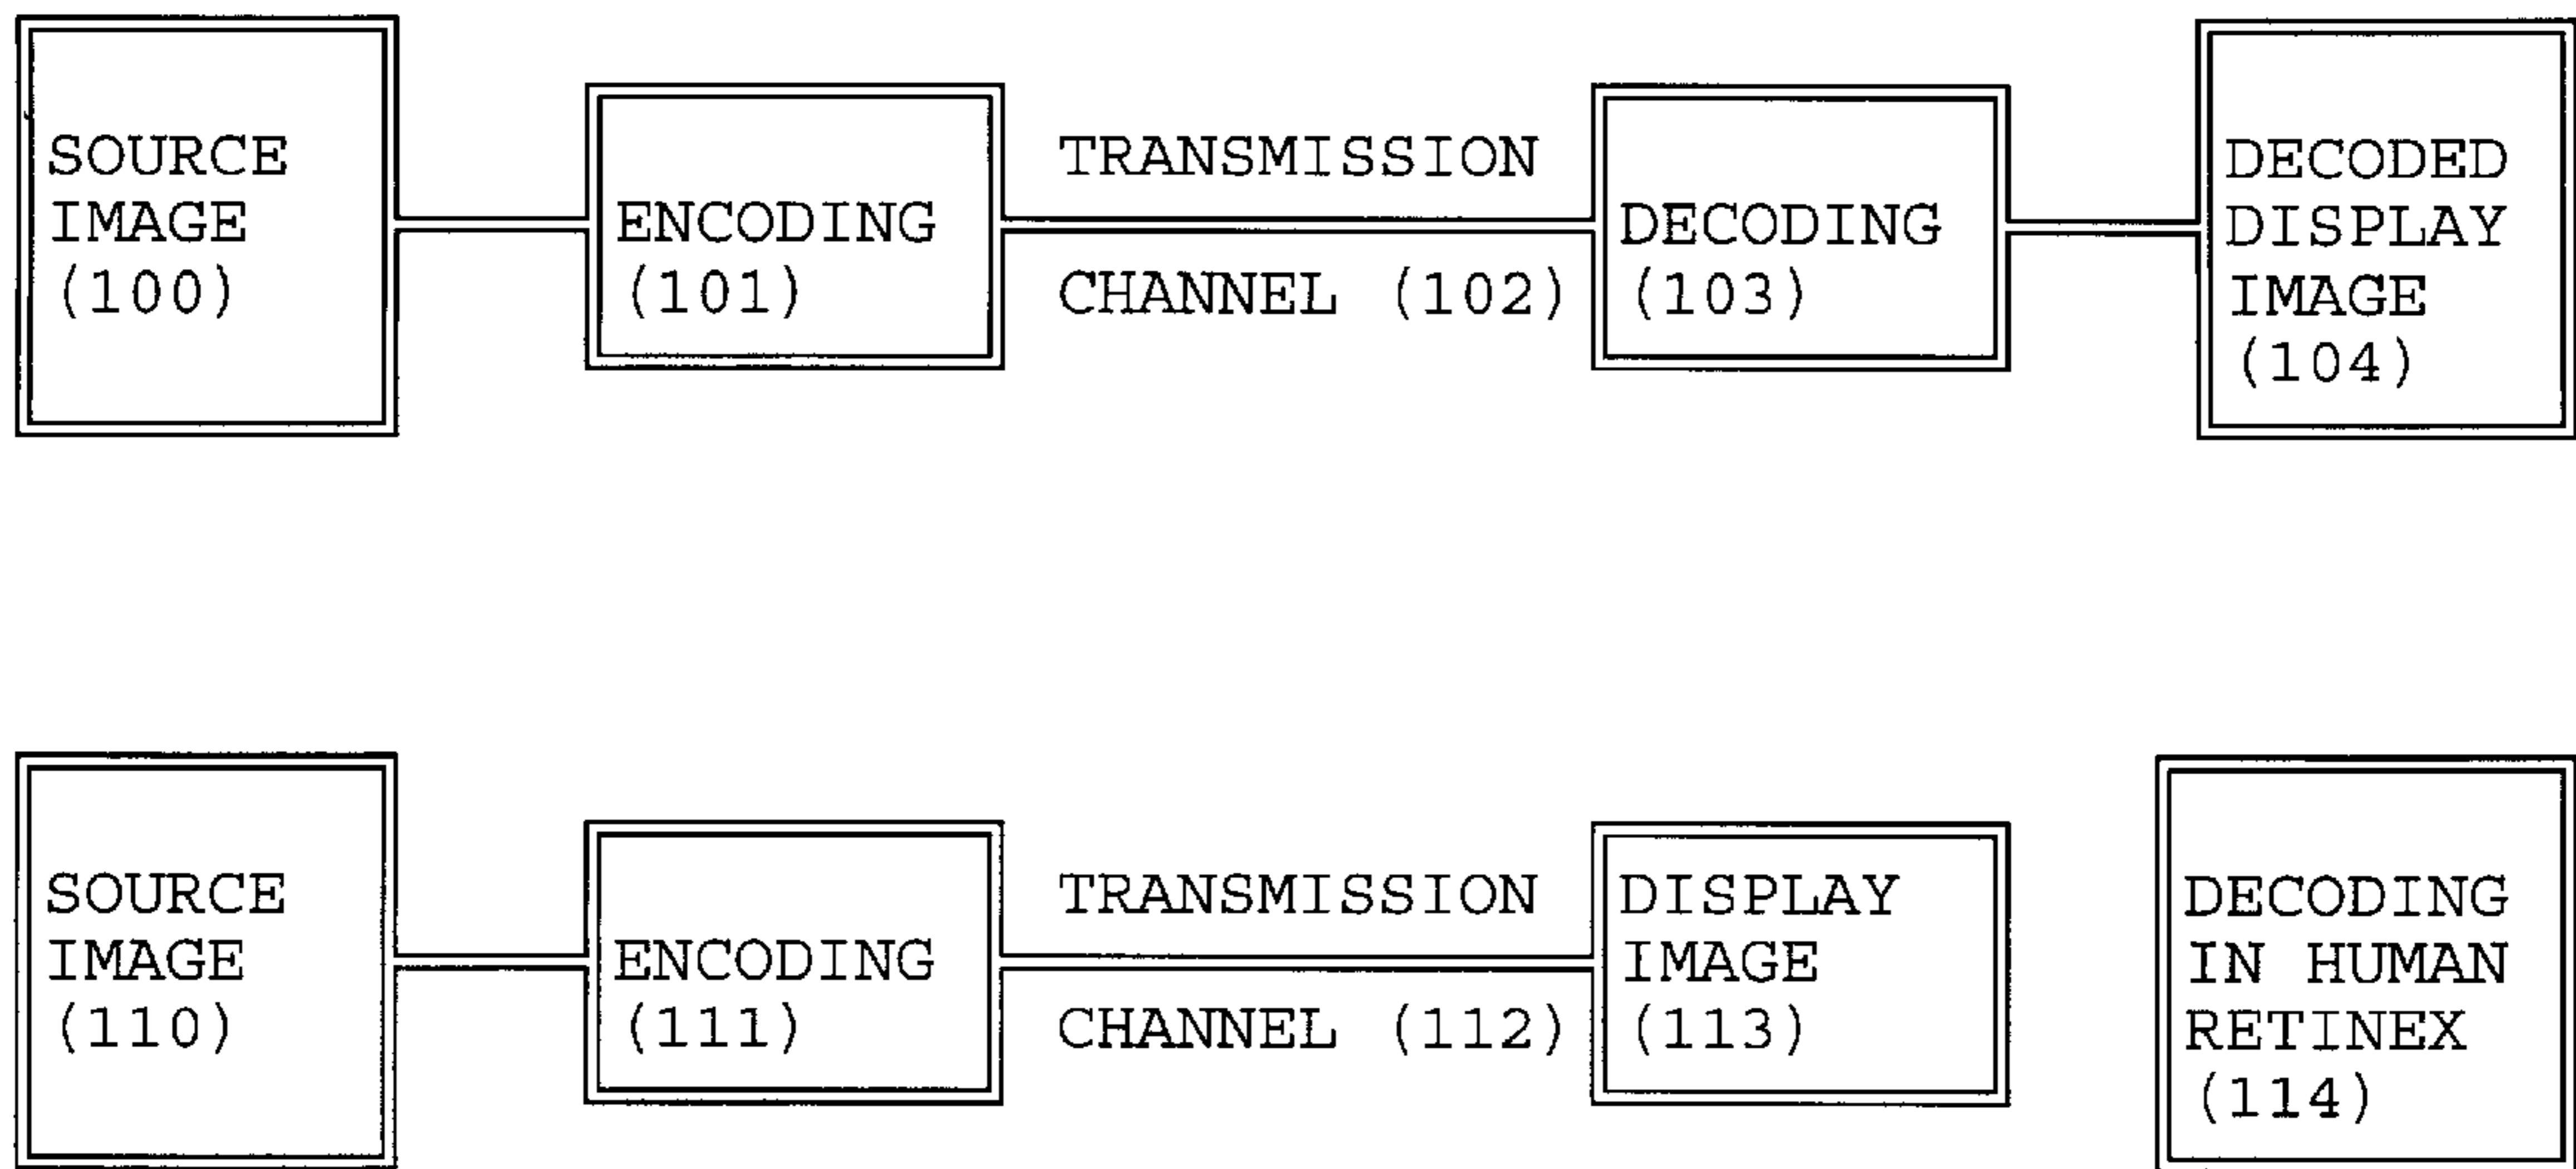 SOURCE
IMAGE
(100)
ENCODING
(101)
TRANSMISSION
CHANNEL (102)
DECODING
(103)
DECODED
DISPLAY
IMAGE
(104)
SOURCE
IMAGE
(110)
ENCODING
(111)
TRANSMISSION
CHANNEL (112)
DISPLAY
IMAGE
(113)
DECODING
IN HUMAN
RETINEX
(114)